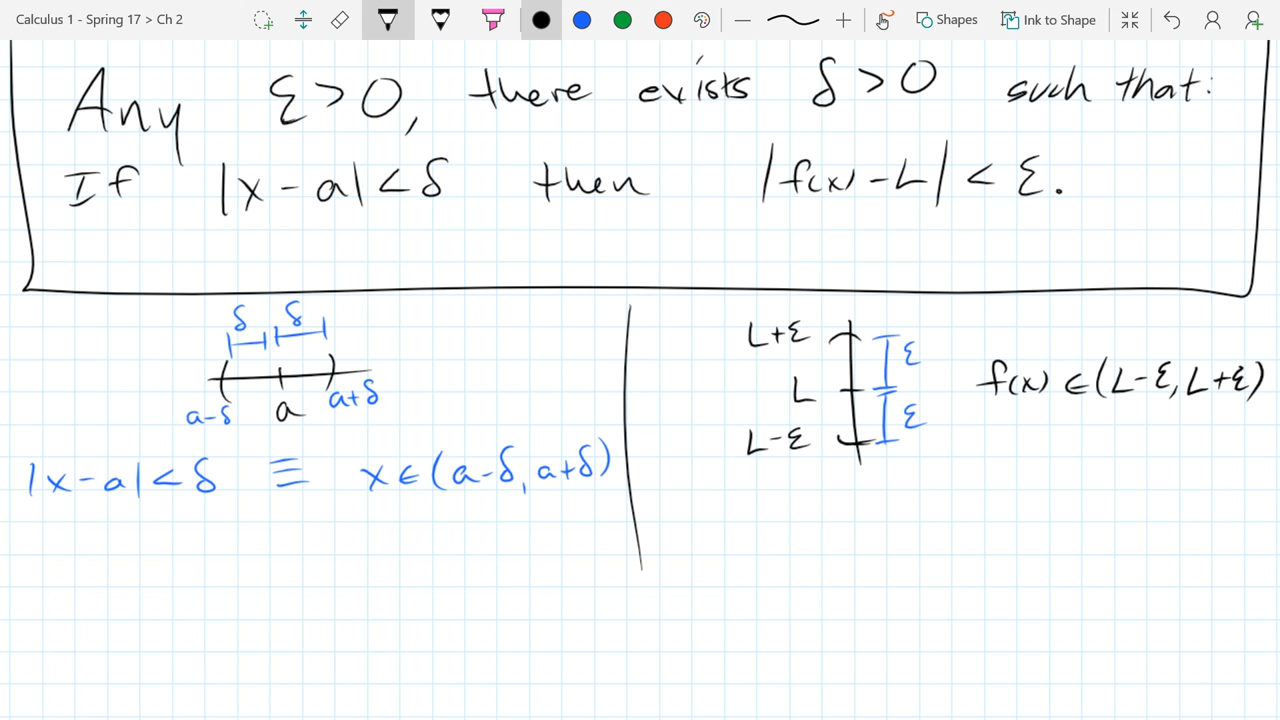 Calculus 1 - Spring 17 > Ch 2
Shapes
Ink to Shape
Any ε>0, there exists δ>0 such that:
If |x-a|<δ then |f(x)-L|<ε.
δ δ
a-δ a a+δ
|x-a|<δ ≡ x∈(a-δ, a+δ)
L+ε
ε
L
f(x) ∈(L-ε, L+ε)
ε
L-ε